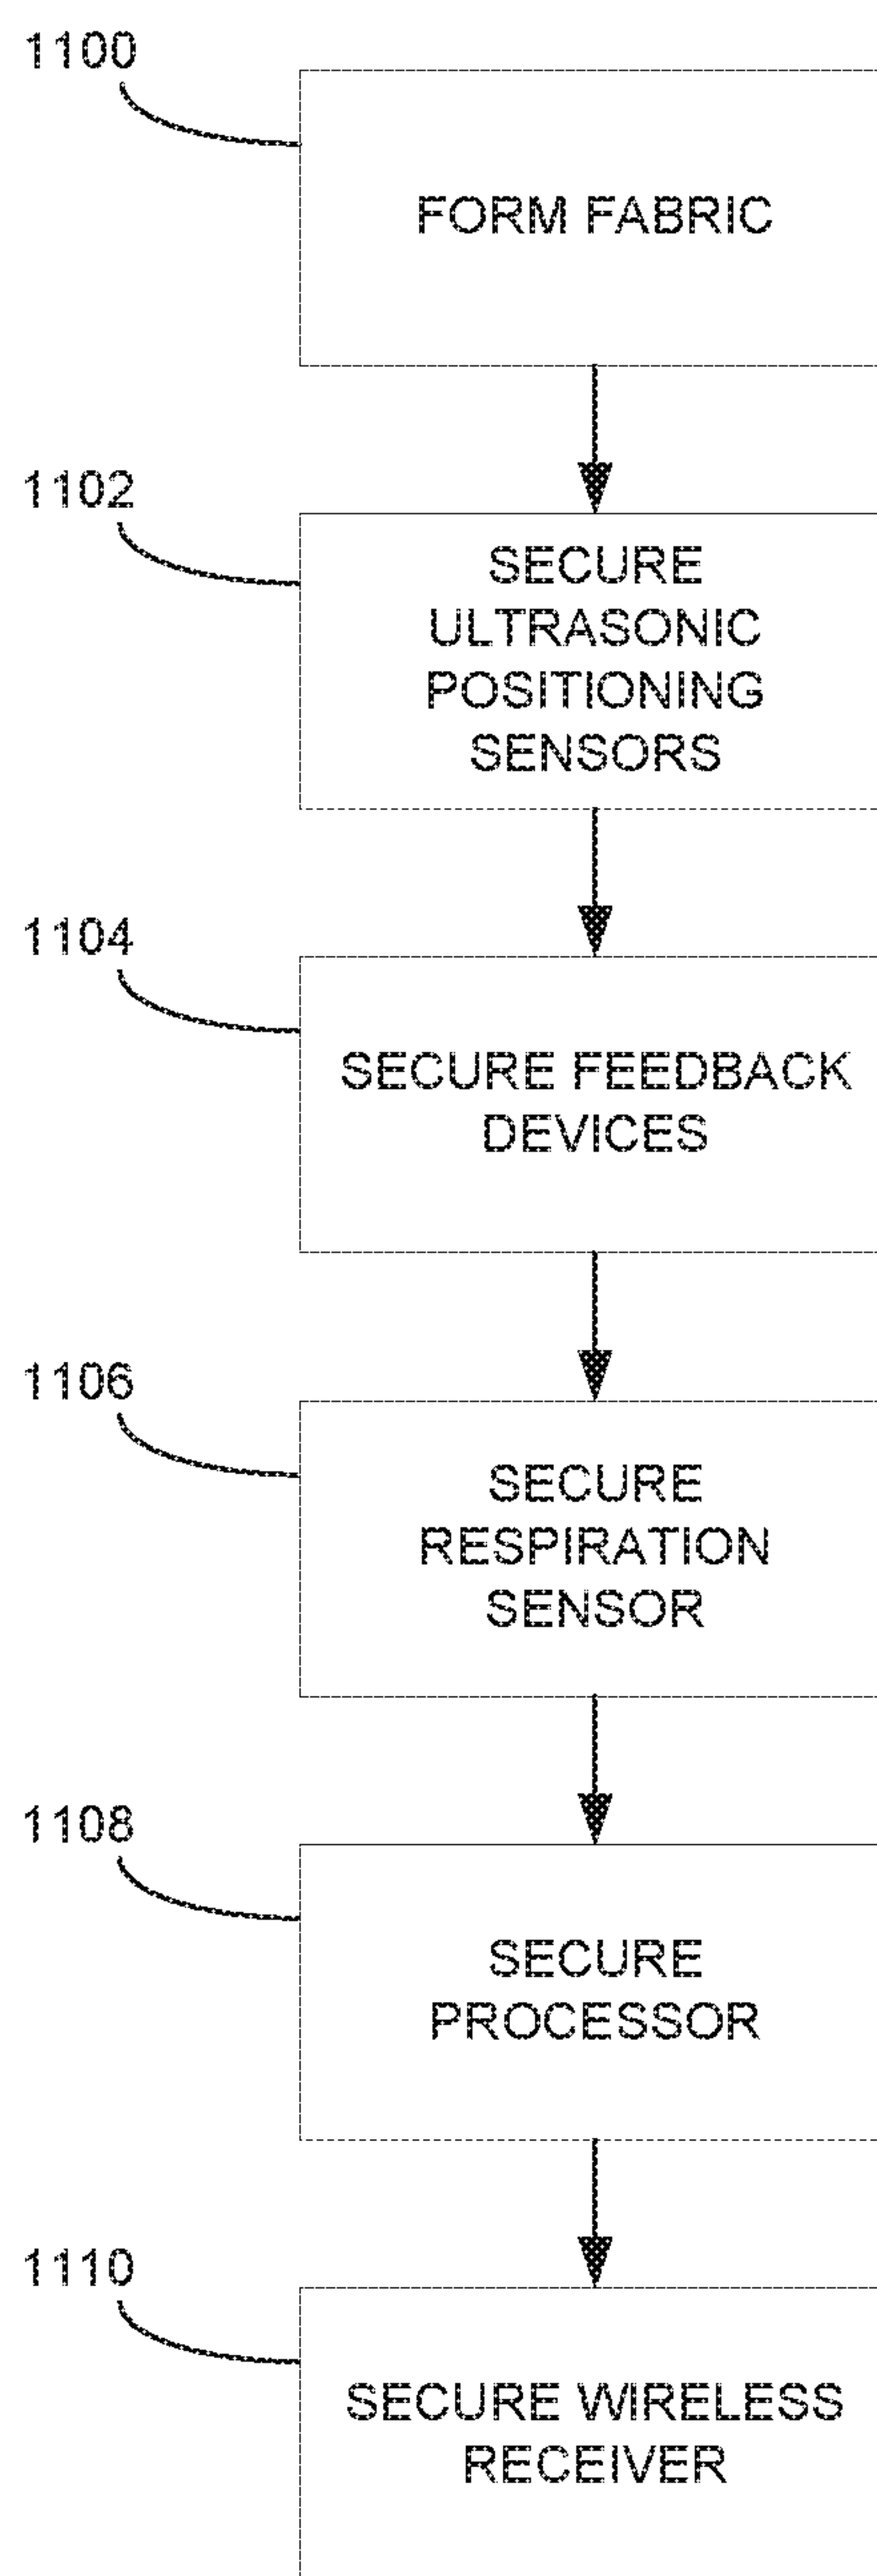 1100
FORM FABRIC
1102
SECURE
ULTRASONIC
POSITIONING
SENSORS
1104
SECURE FEEDBACK
DEVICES
1106
SECURE
RESPIRATION
SENSOR
1108
SECURE
PROCESSOR
1110
SECURE WIRELESS
RECEIVER